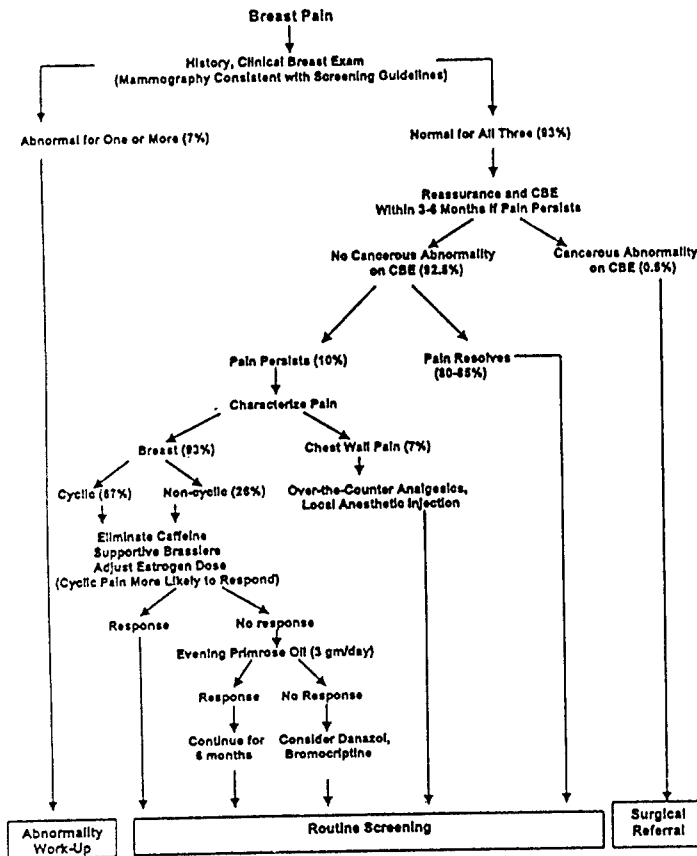 Breast Pain
History, Clinical Breast Exam
(Mammography Consistent with Screening Guidelines)
Abnormal for One or More (7%)
Normal for All Three (93%)
Reassurance and CBE
Within 3-6 Months if Pain Persists
No Cancerous Abnormality
on CBE (92.5%)
Cancerous Abnormality
on CBE (0.5%)
Pain Persists (10%)
Pain Resolves
(80-85%)
Characterize Pain
Breast (93%)
Chest Wall Pain (7%)
Cyclic (67%)
Non-cyclic (26%)
Over-the-Counter Analgesics,
Local Anesthetic Injection
Eliminate Caffeine
Supportive Brassiere
Adjust Estrogen Dose
(Cyclic Pain More Likely to Respond)
Response
No response
Evening Primrose Oil (3 gm/day)
Response
No Response
Continue for
6 months
Consider Danazol,
Bromocriptine
Abnormality
Work-Up
Routine Screening
Surgical
Referral